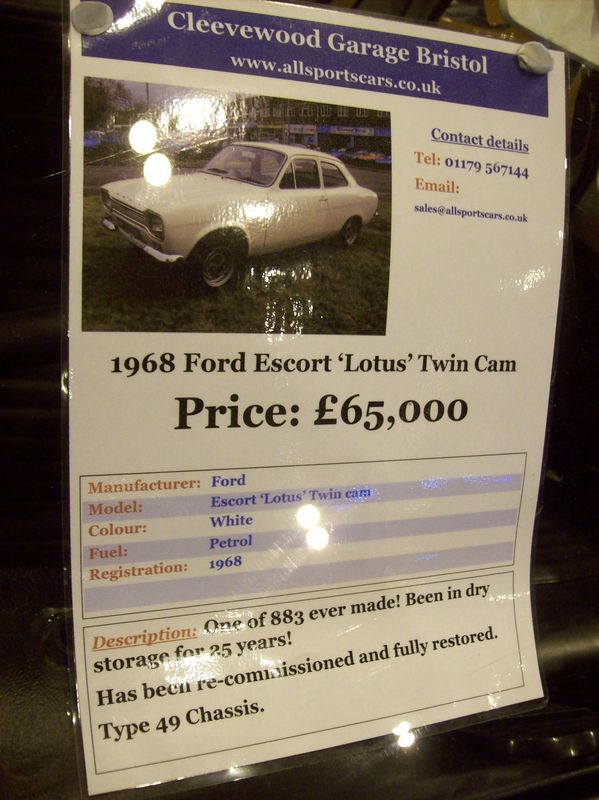 Cleevewood Garage Bristol
www.allsportscars.co.uk
Contact details
Tel: 01179 567144
Email:
sales@allsportscars.co.uk
1968 Ford Escort ‘Lotus’ Twin Cam
Price: £65,000
Manufacturer: Ford
Model: Escort ‘Lotus’ Twin cam
Colour: White
Fuel: Petrol
Registration: 1968
Description: One of 883 ever made! Been in dry
storage for 25 years!
Has been re-commissioned and fully restored.
Type 49 Chassis.